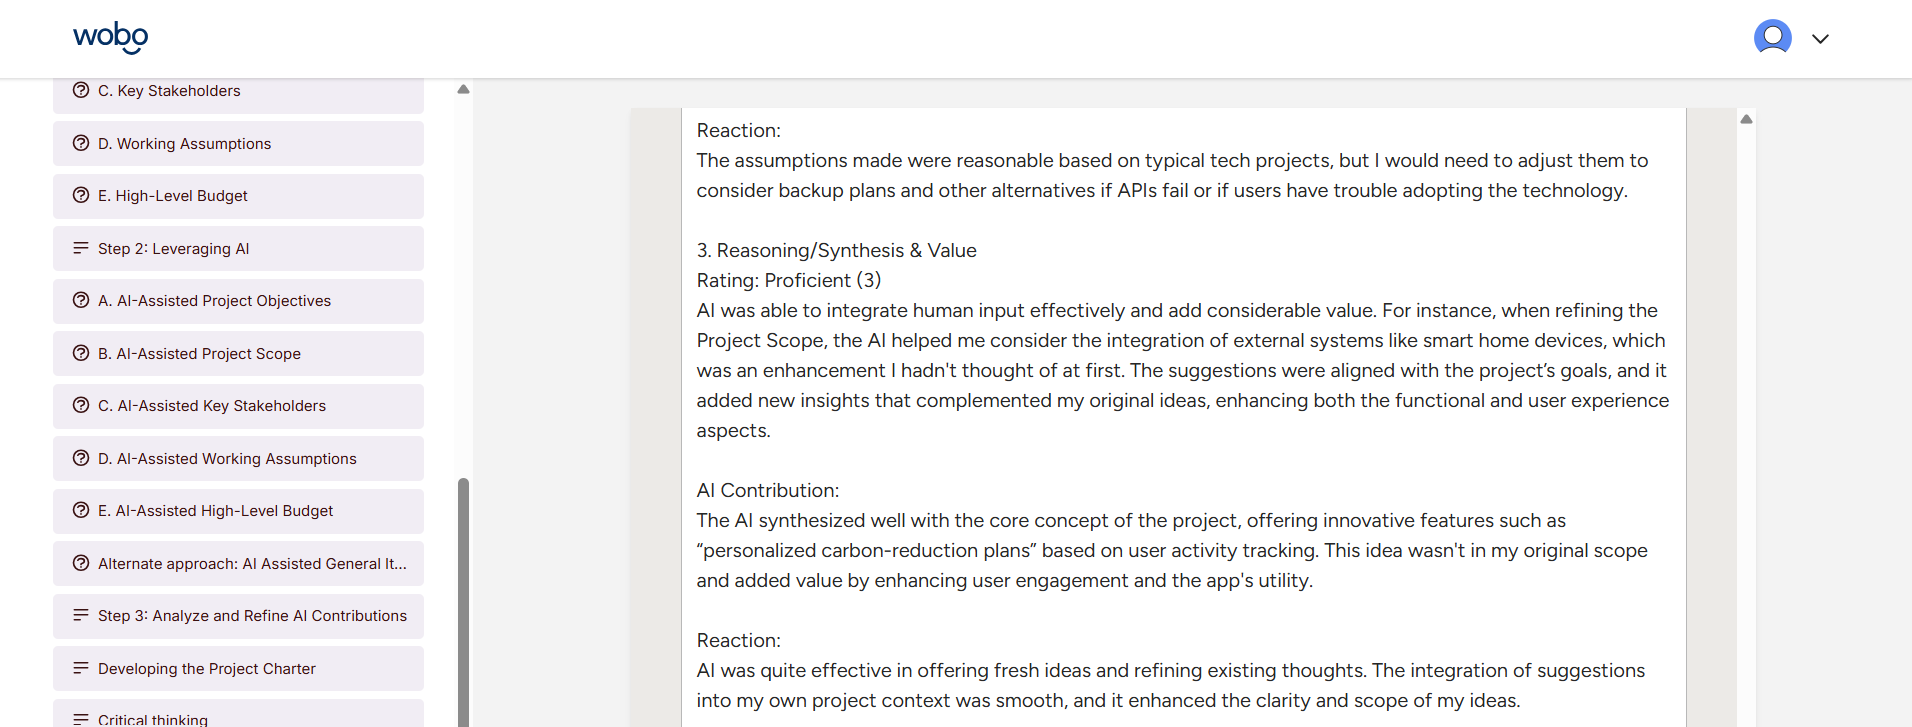 wobo
C. Key Stakeholders
D. Working Assumptions
E. High-Level Budget
Step 2: Leveraging AI
A. AI-Assisted Project Objectives
B. AI-Assisted Project Scope
C. AI-Assisted Key Stakeholders
D. AI-Assisted Working Assumptions
E. AI-Assisted High-Level Budget
Alternate approach: AI Assisted General It...
Step 3: Analyze and Refine AI Contributions
Developing the Project Charter
Critical thinking
Reaction:
The assumptions made were reasonable based on typical tech projects, but I would need to adjust them to
consider backup plans and other alternatives if APIs fail or if users have trouble adopting the technology.
3. Reasoning/Synthesis & Value
Rating: Proficient (3)
AI was able to integrate human input effectively and add considerable value. For instance, when refining the
Project Scope, the AI helped me consider the integration of external systems like smart home devices, which
was an enhancement I hadn't thought of at first. The suggestions were aligned with the project’s goals, and it
added new insights that complemented my original ideas, enhancing both the functional and user experience
aspects.
AI Contribution:
The AI synthesized well with the core concept of the project, offering innovative features such as
“personalized carbon-reduction plans” based on user activity tracking. This idea wasn't in my original scope
and added value by enhancing user engagement and the app's utility.
Reaction:
AI was quite effective in offering fresh ideas and refining existing thoughts. The integration of suggestions
into my own project context was smooth, and it enhanced the clarity and scope of my ideas.